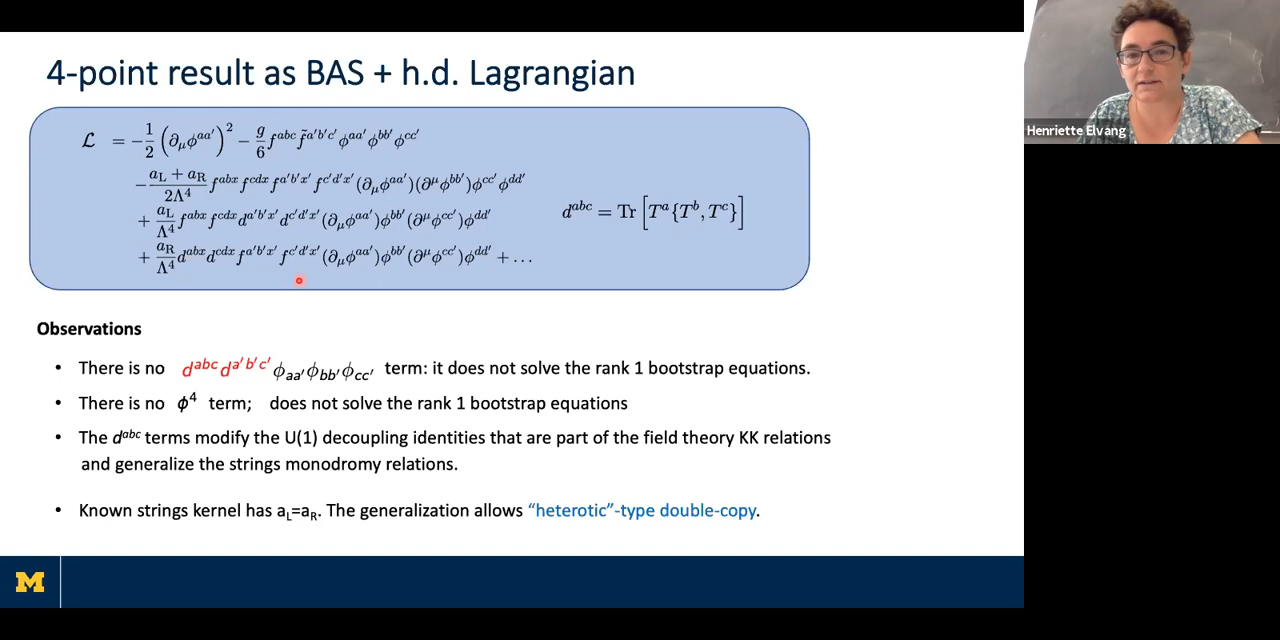 4-point result as BAS + h.d. Lagrangian
Henriette Elvang
ℒ = −1/2 (∂_μ ϕ^{aa'})² − g/6 f^{abc} f̃^{a'b'c'} ϕ^{aa'} ϕ^{bb'} ϕ^{cc'}
− (a_L + a_R)/(2Λ⁴) f^{abx} f^{cdx} f^{a'b'x'} f^{c'd'x'} (∂_μ ϕ^{aa'})(∂^μ ϕ^{bb'}) ϕ^{cc'} ϕ^{dd'}
+ a_L/Λ⁴ f^{abx} f^{cdx} d^{a'b'x'} d^{c'd'x'} (∂_μ ϕ^{aa'}) ϕ^{bb'} (∂^μ ϕ^{cc'}) ϕ^{dd'}
+ a_R/Λ⁴ d^{abx} d^{cdx} f^{a'b'x'} f^{c'd'x'} (∂_μ ϕ^{aa'}) ϕ^{bb'} (∂^μ ϕ^{cc'}) ϕ^{dd'} + ...
d^{abc} = Tr[T^a{T^b, T^c}]
Observations
• There is no d^{abc} d^{a'b'c'} ϕ_{aa'} ϕ_{bb'} ϕ_{cc'} term: it does not solve the rank 1 bootstrap equations.
• There is no ϕ⁴ term; does not solve the rank 1 bootstrap equations
• The d^{abc} terms modify the U(1) decoupling identities that are part of the field theory KK relations
and generalize the strings monodromy relations.
• Known strings kernel has a_L=a_R. The generalization allows "heterotic"-type double-copy.
M